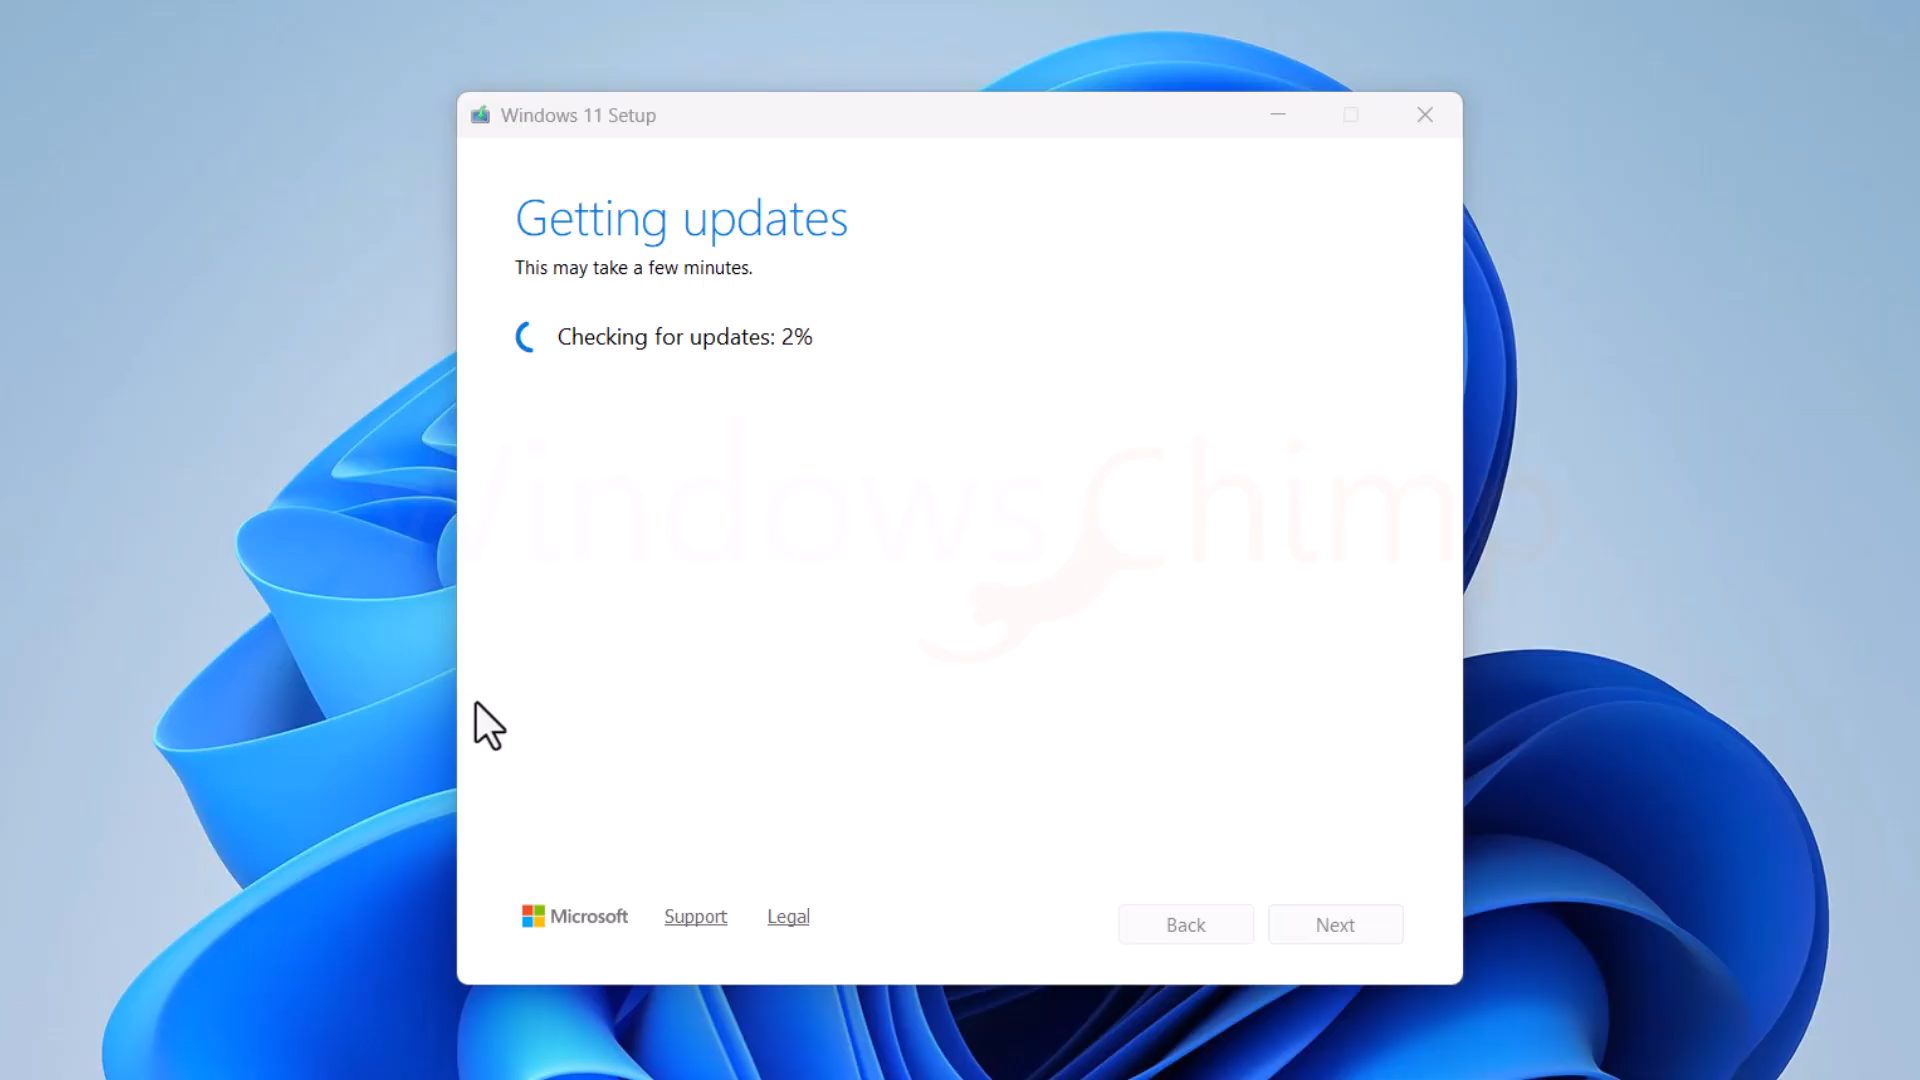 Windows 11 Setup
Getting updates
This may take a few minutes.
Checking for updates: 2%
WindowsChimp
Microsoft
Support
Legal
Back
Next